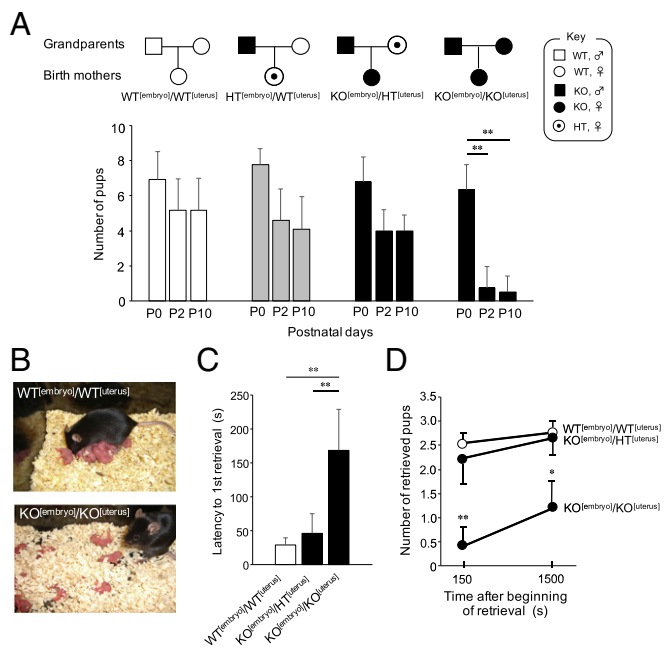 A
Grandparents
Birth mothers
WT[embryo]/WT[uterus] HT[embryo]/WT[uterus] KO[embryo]/HT[uterus] KO[embryo]/KO[uterus]
Key
WT, ♂
WT, ♀
KO, ♂
KO, ♀
HT, ♀
Number of pups
10
8
6
4
2
0
** **
P0 P2 P10 P0 P2 P10 P0 P2 P10 P0 P2 P10
Postnatal days
B
WT[embryo]/WT[uterus]
KO[embryo]/KO[uterus]
C
Latency to 1st retrieval (s)
250
200
150
100
50
0
**
**
WT[embryo]/WT[uterus]
KO[embryo]/HT[uterus]
KO[embryo]/KO[uterus]
D
Number of retrieved pups
3.5
3.0
2.5
2.0
1.5
1.0
0.5
0
WT[embryo]/WT[uterus]
KO[embryo]/HT[uterus]
*
KO[embryo]/KO[uterus]
**
150 1500
Time after beginning
of retrieval (s)